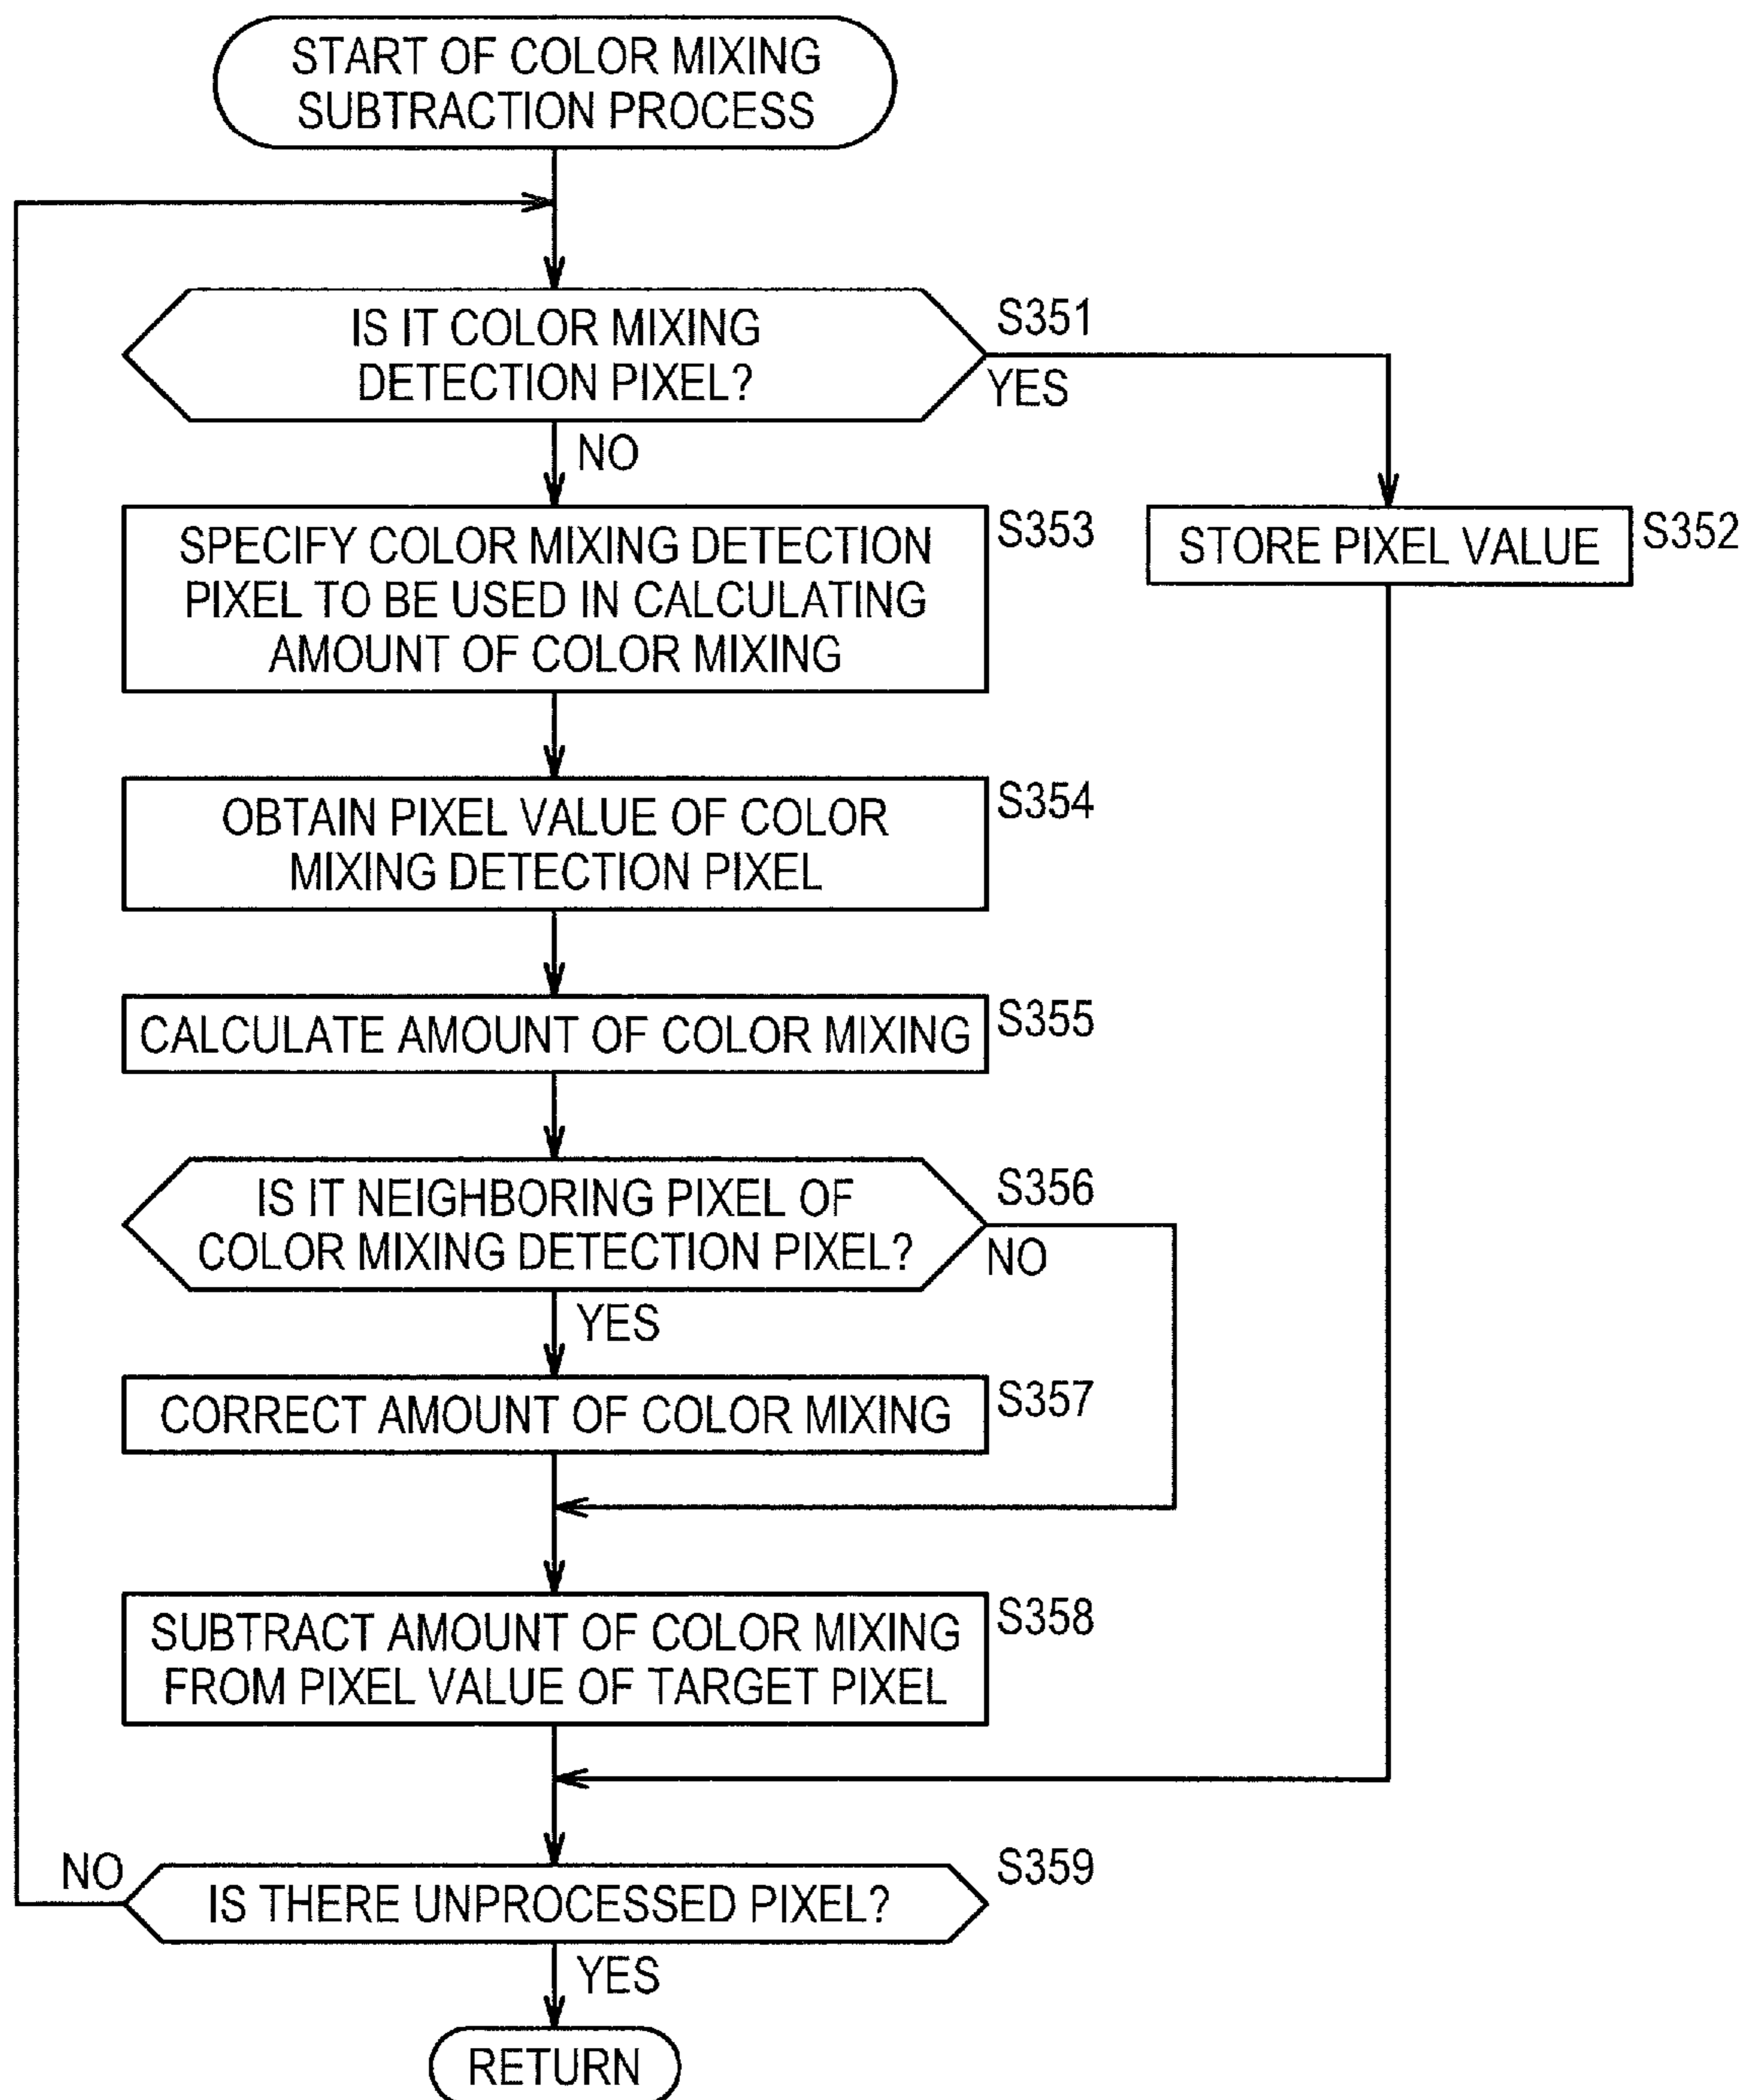 START OF COLOR MIXING
SUBTRACTION PROCESS
IS IT COLOR MIXING
DETECTION PIXEL?
S351
YES
NO
SPECIFY COLOR MIXING DETECTION
PIXEL TO BE USED IN CALCULATING
AMOUNT OF COLOR MIXING
S353
STORE PIXEL VALUE
S352
OBTAIN PIXEL VALUE OF COLOR
MIXING DETECTION PIXEL
S354
CALCULATE AMOUNT OF COLOR MIXING
S355
IS IT NEIGHBORING PIXEL OF
COLOR MIXING DETECTION PIXEL?
S356
NO
YES
CORRECT AMOUNT OF COLOR MIXING
S357
SUBTRACT AMOUNT OF COLOR MIXING
FROM PIXEL VALUE OF TARGET PIXEL
S358
NO
IS THERE UNPROCESSED PIXEL?
S359
YES
RETURN